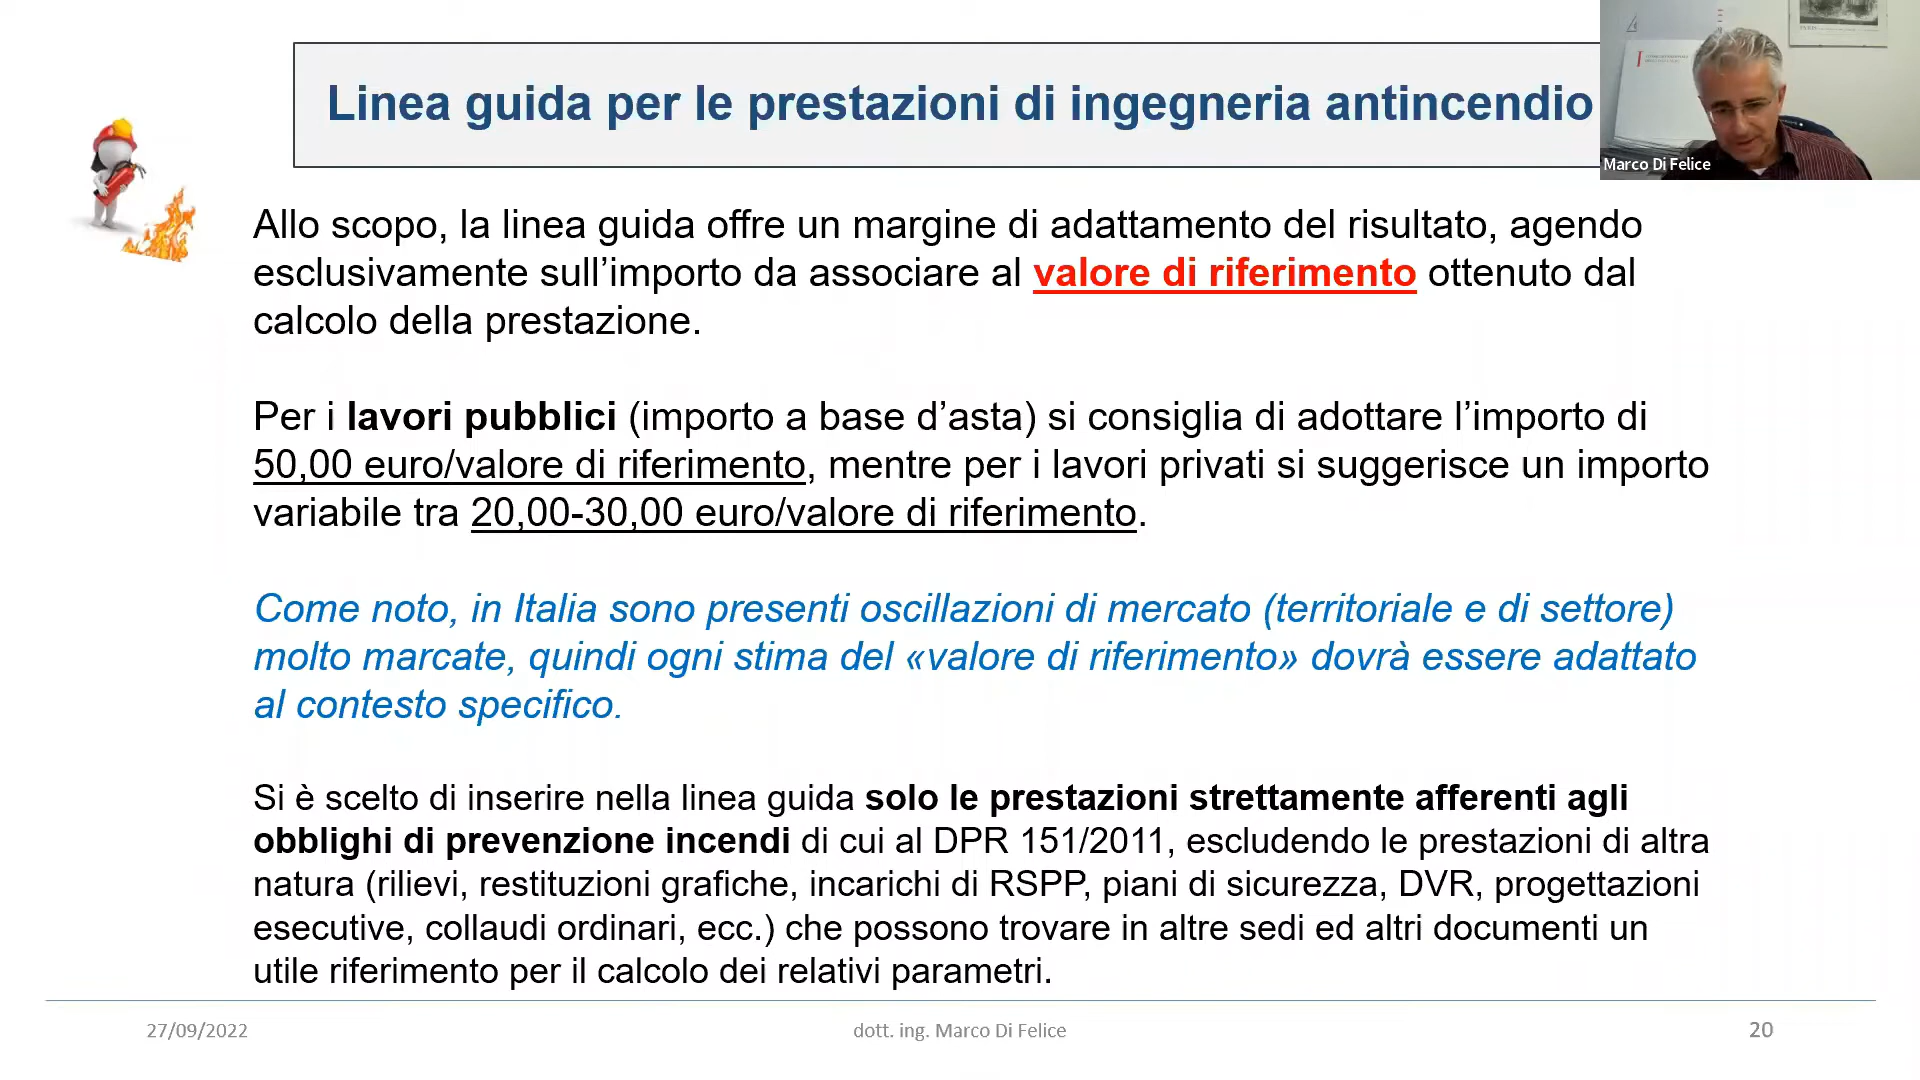 Linea guida per le prestazioni di ingegneria antincendio
Marco Di Felice
Allo scopo, la linea guida offre un margine di adattamento del risultato, agendo
esclusivamente sull’importo da associare al valore di riferimento ottenuto dal
calcolo della prestazione.
Per i lavori pubblici (importo a base d’asta) si consiglia di adottare l’importo di
50,00 euro/valore di riferimento, mentre per i lavori privati si suggerisce un importo
variabile tra 20,00-30,00 euro/valore di riferimento.
Come noto, in Italia sono presenti oscillazioni di mercato (territoriale e di settore)
molto marcate, quindi ogni stima del «valore di riferimento» dovrà essere adattato
al contesto specifico.
Si è scelto di inserire nella linea guida solo le prestazioni strettamente afferenti agli
obblighi di prevenzione incendi di cui al DPR 151/2011, escludendo le prestazioni di altra
natura (rilievi, restituzioni grafiche, incarichi di RSPP, piani di sicurezza, DVR, progettazioni
esecutive, collaudi ordinari, ecc.) che possono trovare in altre sedi ed altri documenti un
utile riferimento per il calcolo dei relativi parametri.
27/09/2022
dott. ing. Marco Di Felice
20